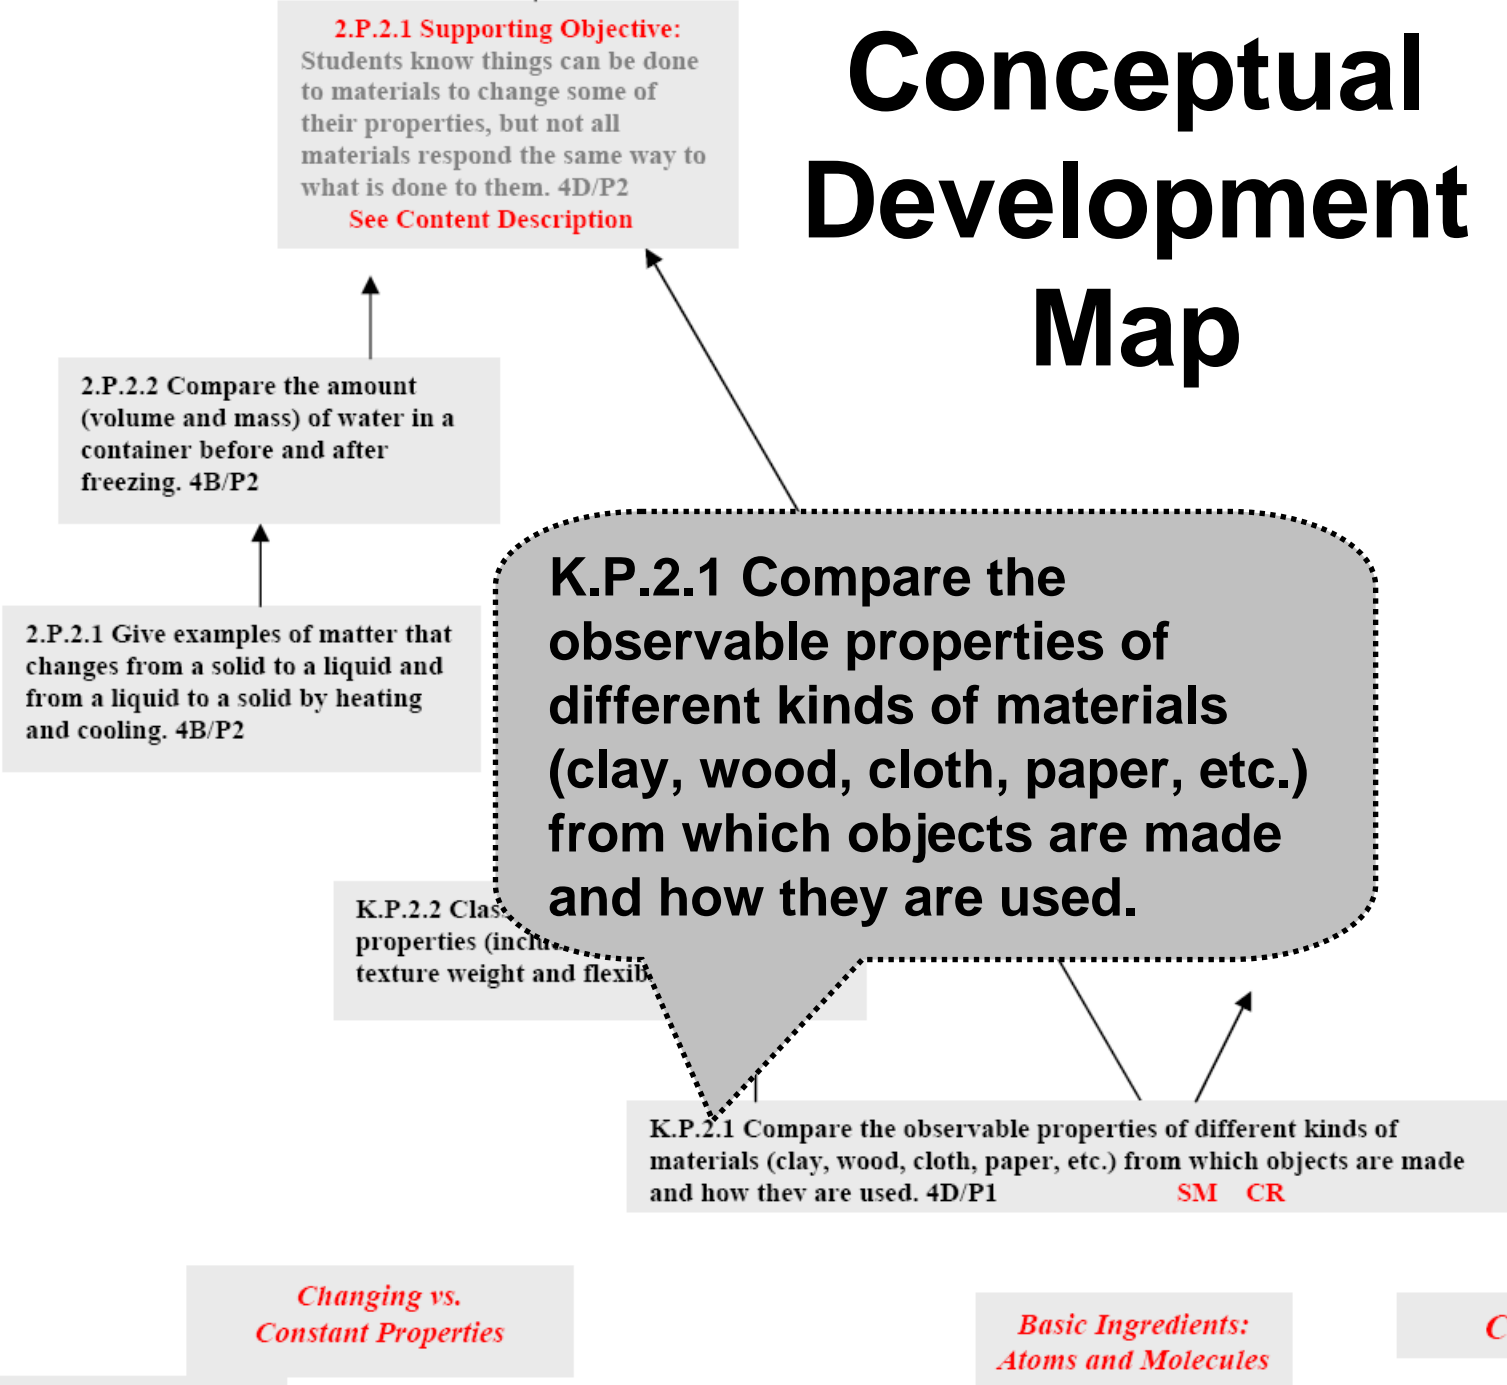 Conceptual
Development
Map
2.P.2.1 Supporting Objective:
Students know things can be done
to materials to change some of
their properties, but not all
materials respond the same way to
what is done to them. 4D/P2
See Content Description
2.P.2.2 Compare the amount
(volume and mass) of water in a
container before and after
freezing. 4B/P2
2.P.2.1 Give examples of matter that
changes from a solid to a liquid and
from a liquid to a solid by heating
and cooling. 4B/P2
K.P.2.1 Compare the
observable properties of
different kinds of materials
(clay, wood, cloth, paper, etc.)
from which objects are made
and how they are used.
K.P.2.2
properties
texture weight and
K.P.2.1 Compare the observable properties of different kinds of
materials (clay, wood, cloth, paper, etc.) from which objects are made
and how they are used. 4D/P1 SM CR
Changing vs.
Constant Properties
Basic Ingredients:
Atoms and Molecules